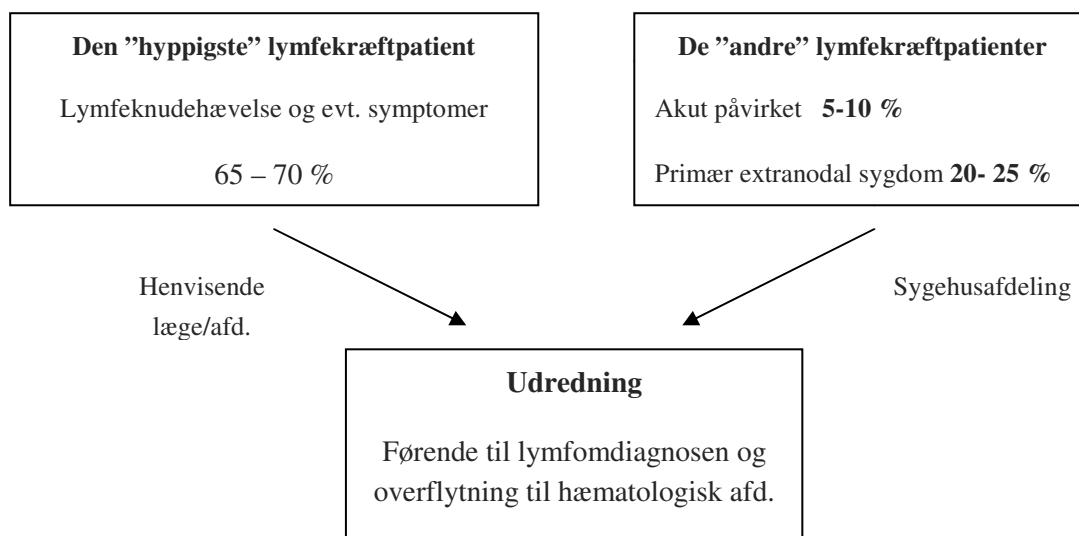 Den ”hyppigste” lymfekræftpatient
Lymfeknudehævelse og evt. symptomer
65 – 70 %
De ”andre” lymfekræftpatienter
Akut påvirket 5-10 %
Primær extranodal sygdom 20- 25 %
Henvisende
læge/afd.
Sygehusafdeling
Udredning
Førende til lymfomdiagnosen og
overflytning til hæmatologisk afd.